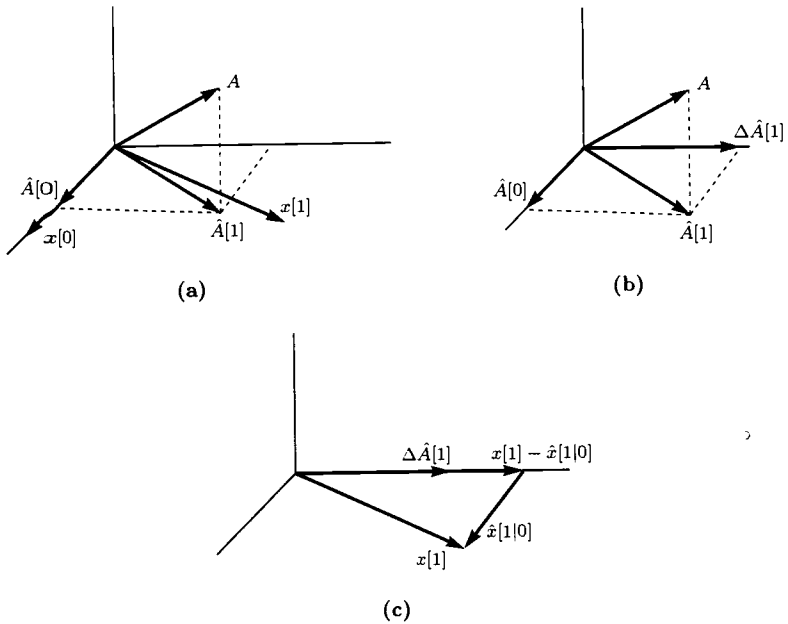 A
Â[O]
x[0]
Â[1]
x[1]
(a)
A
ΔÂ[1]
Â[0]
Â[1]
(b)
ΔÂ[1]
x[1] − x̂[1|0]
x̂[1|0]
x[1]
(c)